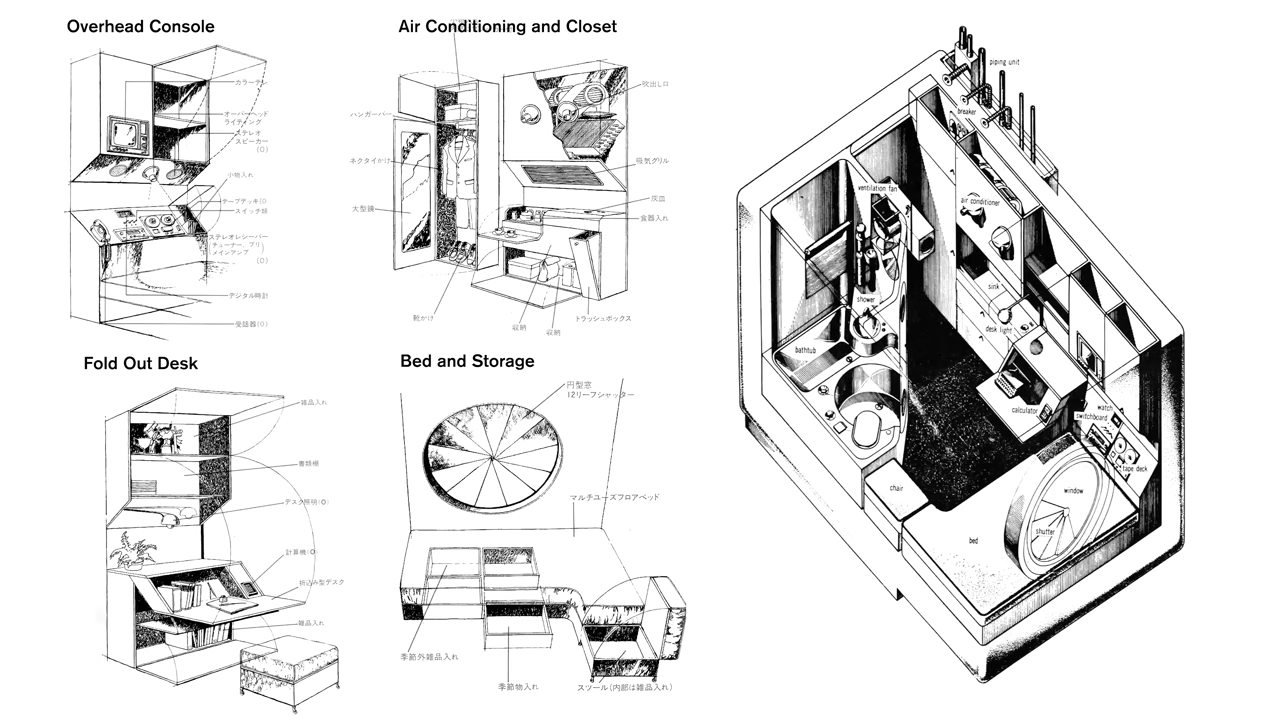 Overhead Console
カラーテレ
オーバーヘッド
ライティング
ステレオ
スピーカー
(O)
小物入れ
テープデッキ(O
スイッチ類
ステレオレシーバー
(チューナー、プリ
メインアンプ
(O)
デジタル時計
受話器(O)
Air Conditioning and Closet
ハンガーバー
ネクタイかけ
大型鏡
靴かけ
収納
収納
吹出し口
吸気グリル
灰皿
食器入れ
トラッシュボックス
Fold Out Desk
雑品入れ
書類棚
デスク照明(O)
計算機(O
折込み型デスク
雑品入れ
Bed and Storage
円型窓
12リーフシャッター
マルチユーズフロアベッド
季節外雑品入れ
季節物入れ
スツール(内部は雑品入れ)
piping unit
breaker
ventilation fan
air conditioner
sink
shower
desk light
bathtub
calculator
watch
switchboard
tape deck
chair
window
shutter
bed